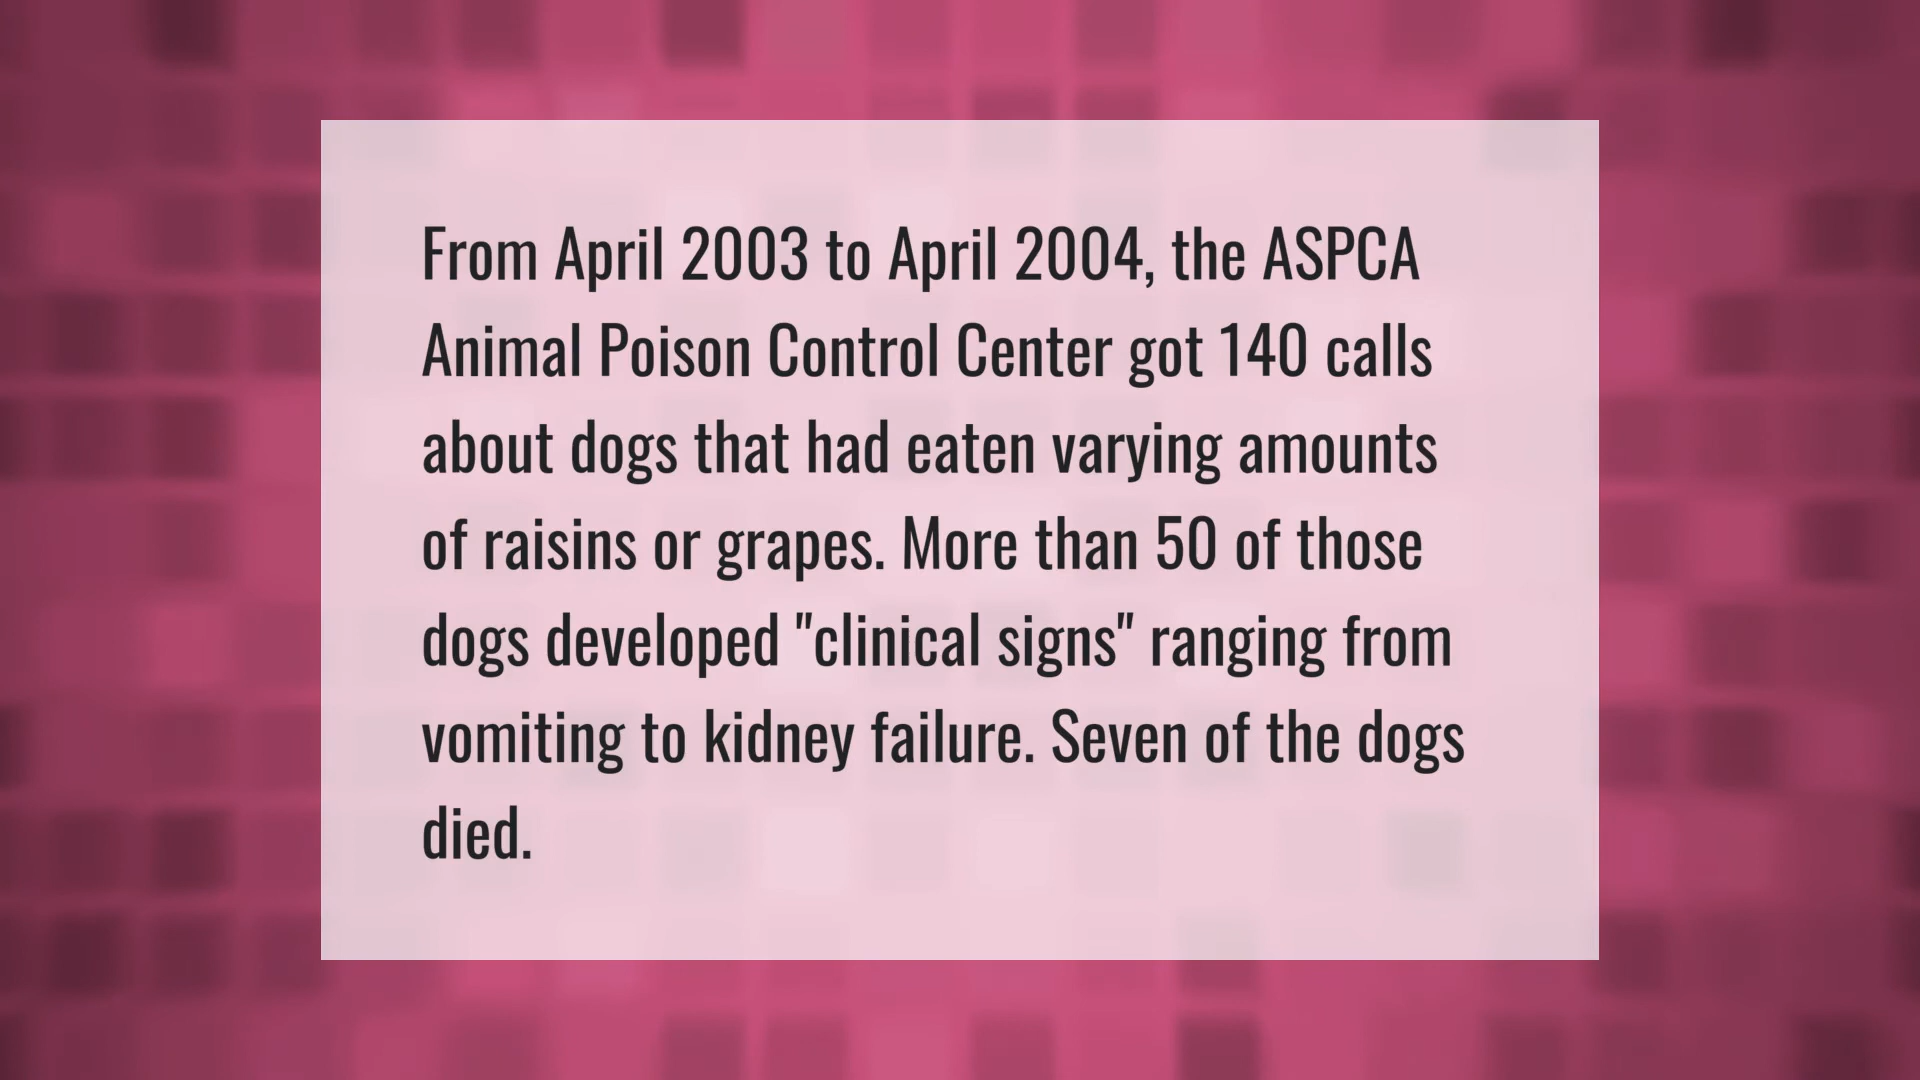 From April 2003 to April 2004, the ASPCA
Animal Poison Control Center got 140 calls
about dogs that had eaten varying amounts
of raisins or grapes. More than 50 of those
dogs developed "clinical signs" ranging from
vomiting to kidney failure. Seven of the dogs
died.